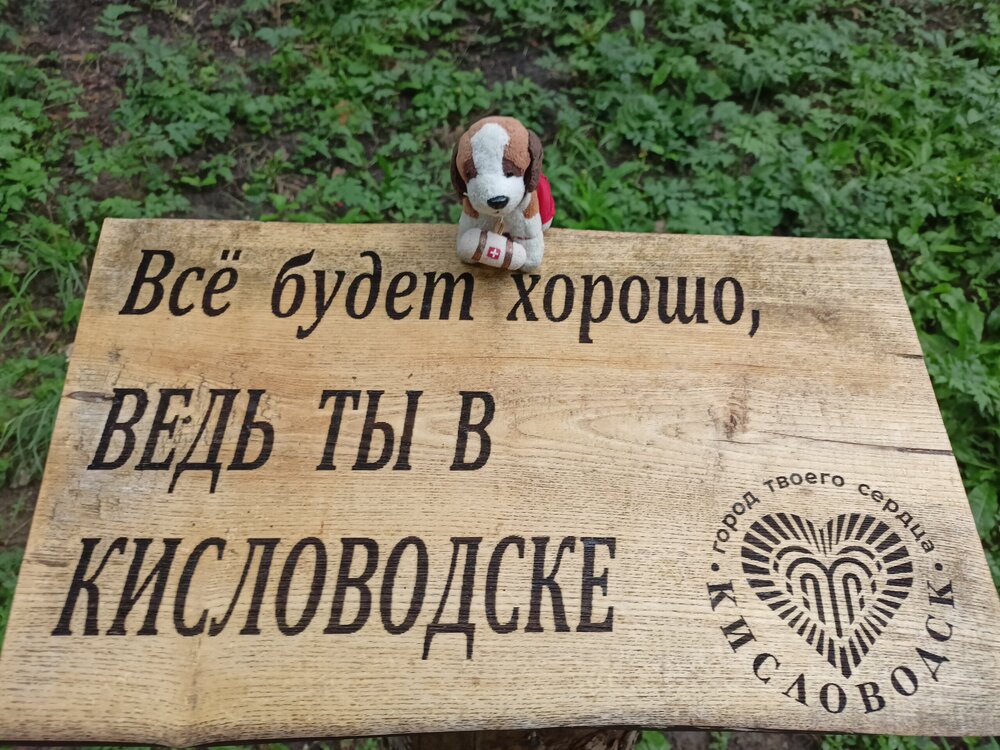 Всё будет хорошо,
ВЕДЬ ТЫ В
КИСЛОВОДСКЕ
город твоего сердца
КИСЛОВОДСК